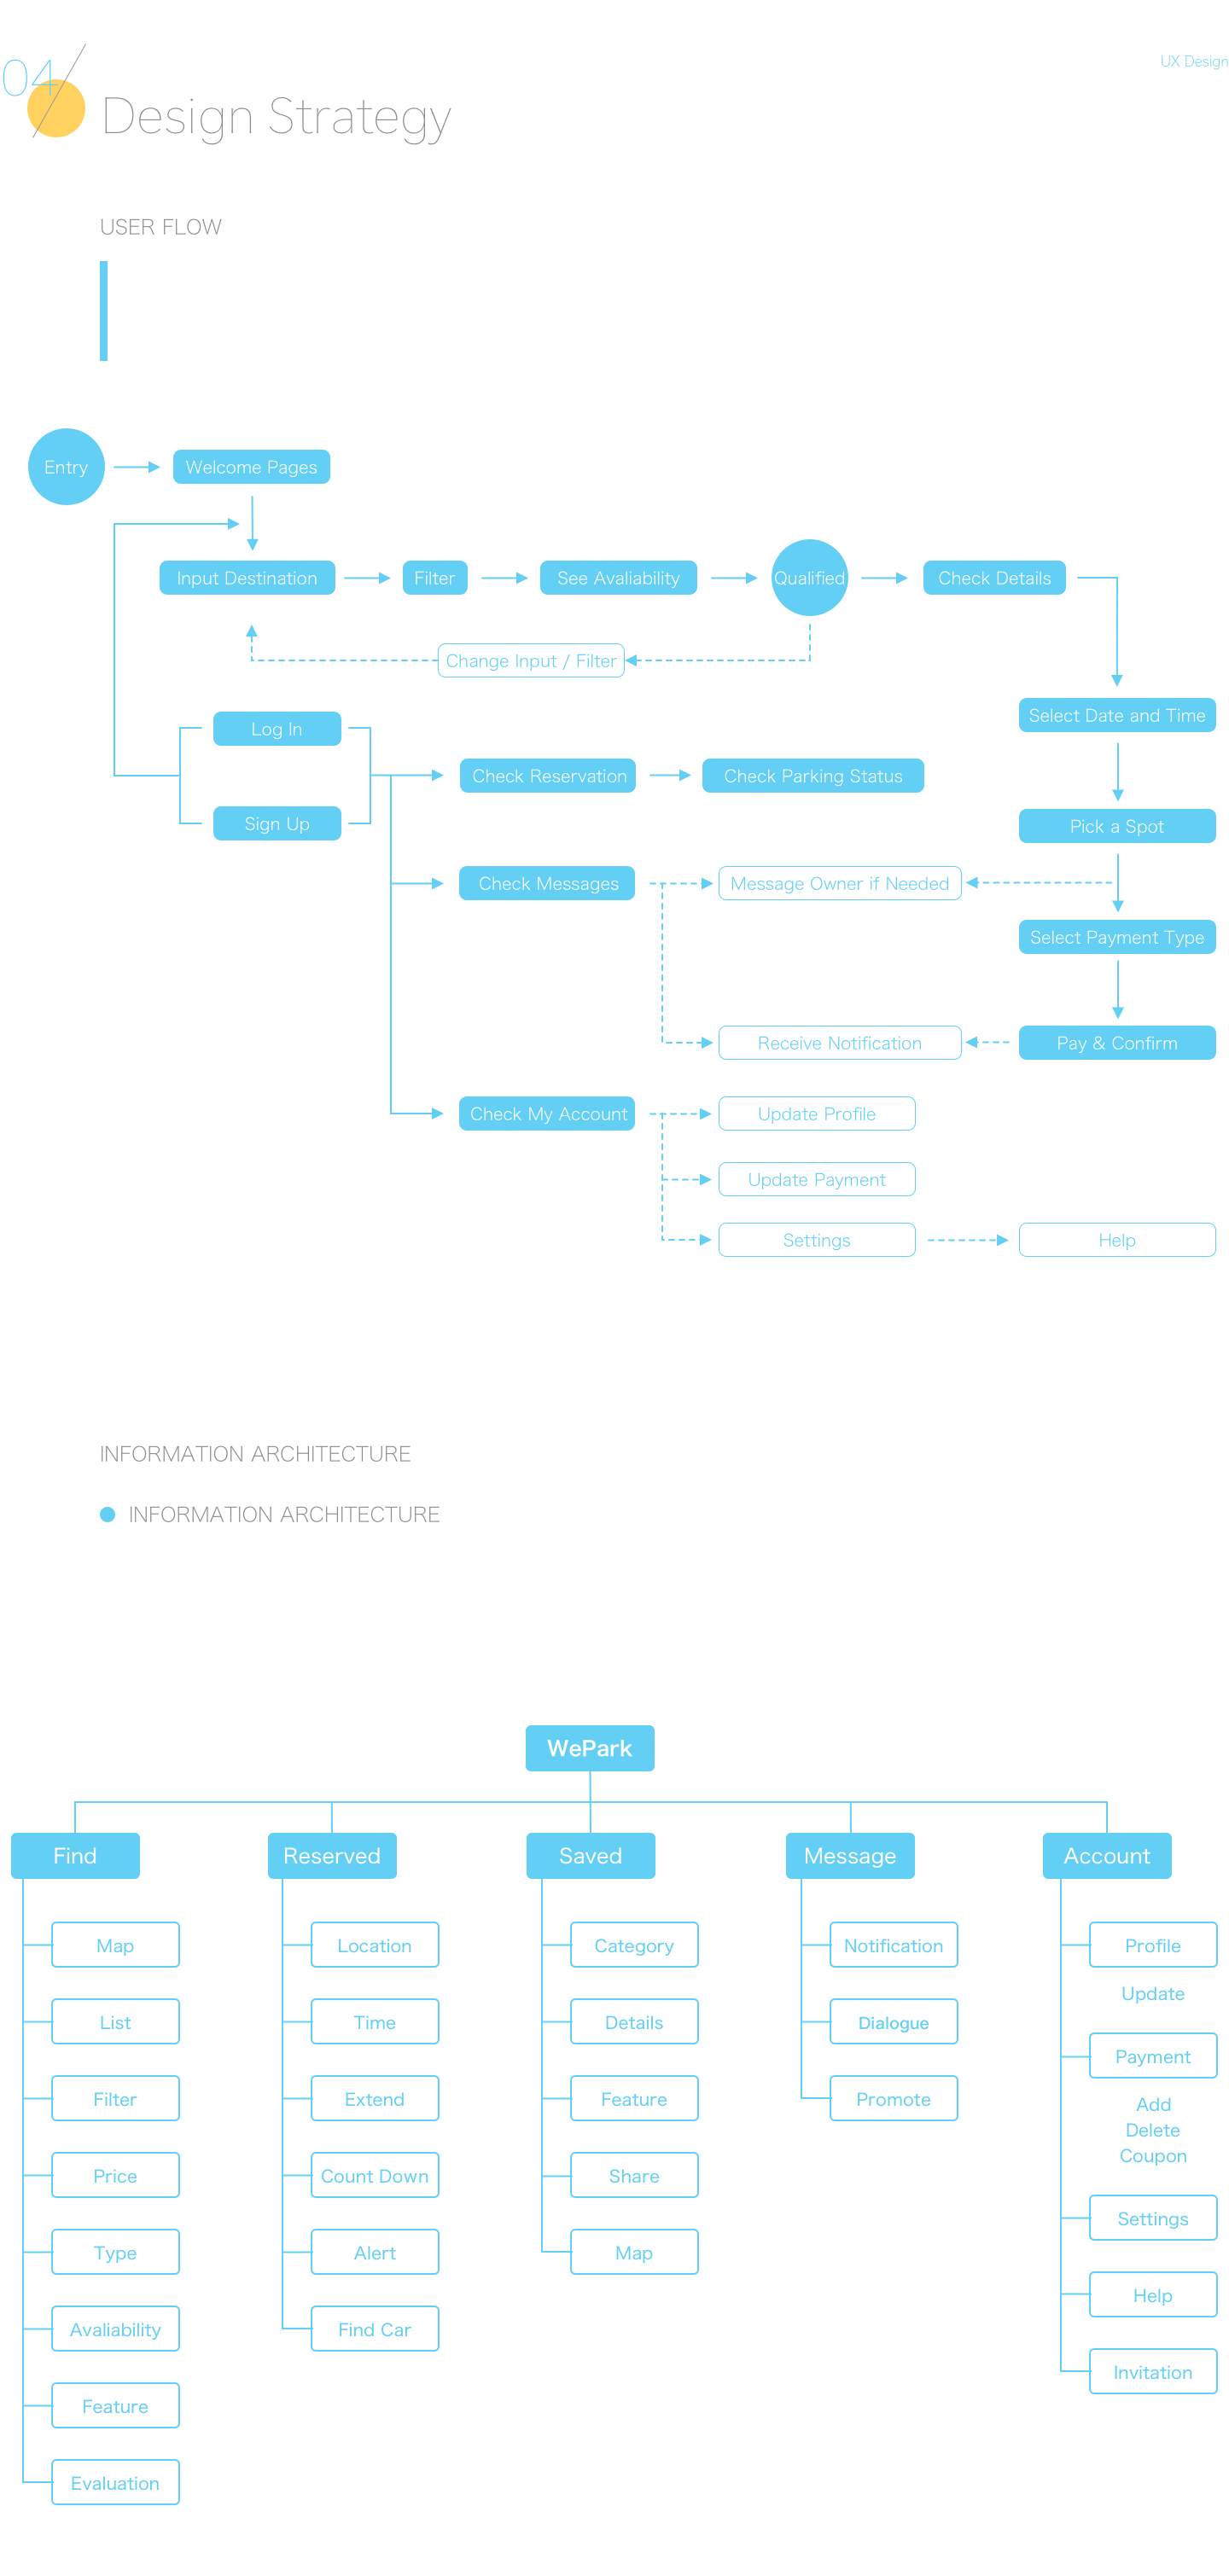 04
UX Design
Design Strategy
USER FLOW
Entry
Welcome Pages
Input Destination
Filter
See Avaliability
Qualified
Check Details
Change Input / Filter
Select Date and Time
Log In
Check Reservation
Check Parking Status
Sign Up
Pick a Spot
Check Messages
Message Owner if Needed
Select Payment Type
Receive Notification
Pay & Confirm
Check My Account
Update Profile
Update Payment
Settings
Help
INFORMATION ARCHITECTURE
INFORMATION ARCHITECTURE
WePark
Find
Reserved
Saved
Message
Account
Map
List
Filter
Price
Type
Avaliability
Feature
Evaluation
Location
Time
Extend
Count Down
Alert
Find Car
Category
Details
Feature
Share
Map
Notification
Dialogue
Promote
Profile
Update
Payment
Add
Delete
Coupon
Settings
Help
Invitation